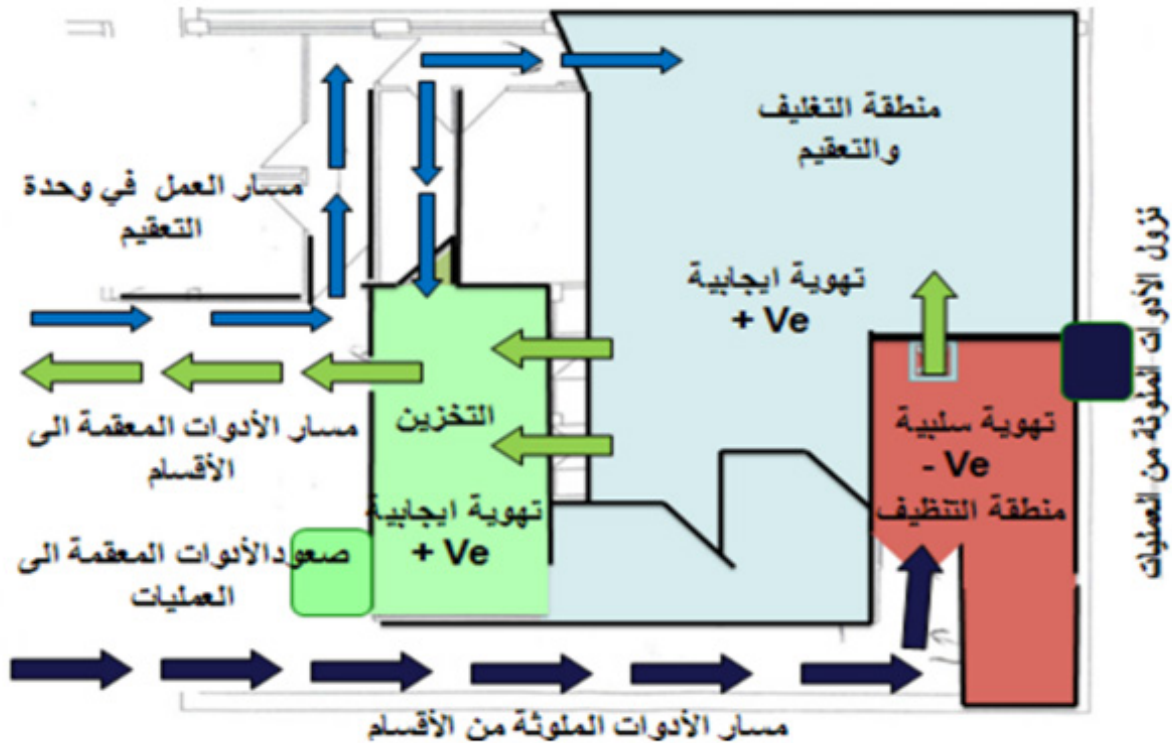 منطقة التغليف
والتعقيم
مسار العمل في وحدة
التعقيم
نزول الأدوات الملوثة من العمليات
تهوية ايجابية
+ Ve
التخزين
تهوية سلبية
- Ve
منطقة التنظيف
مسار الأدوات المعقمة الى
الأقسام
تهوية ايجابية
+ Ve
صعودالأدوات المعقمة الى
العمليات
مسار الأدوات الملوثة من الأقسام